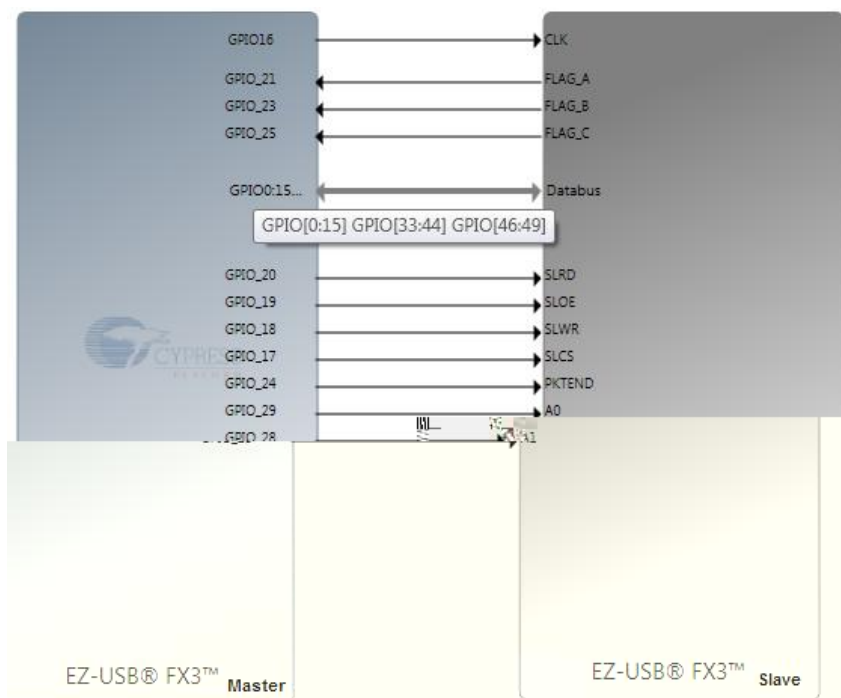 GPIO16 CLK
GPIO_21 FLAG_A
GPIO_23 FLAG_B
GPIO_25 FLAG_C
GPIO0:15... Databus
GPIO[0:15] GPIO[33:44] GPIO[46:49]
GPIO_20 SLRD
GPIO_19 SLOE
GPIO_18 SLWR
CYPRESS
GPIO_17 SLCS
GPIO_24 PKTEND
GPIO_29 A0
GPIO_28 A1
EZ-USB® FX3™ Master
EZ-USB® FX3™ Slave